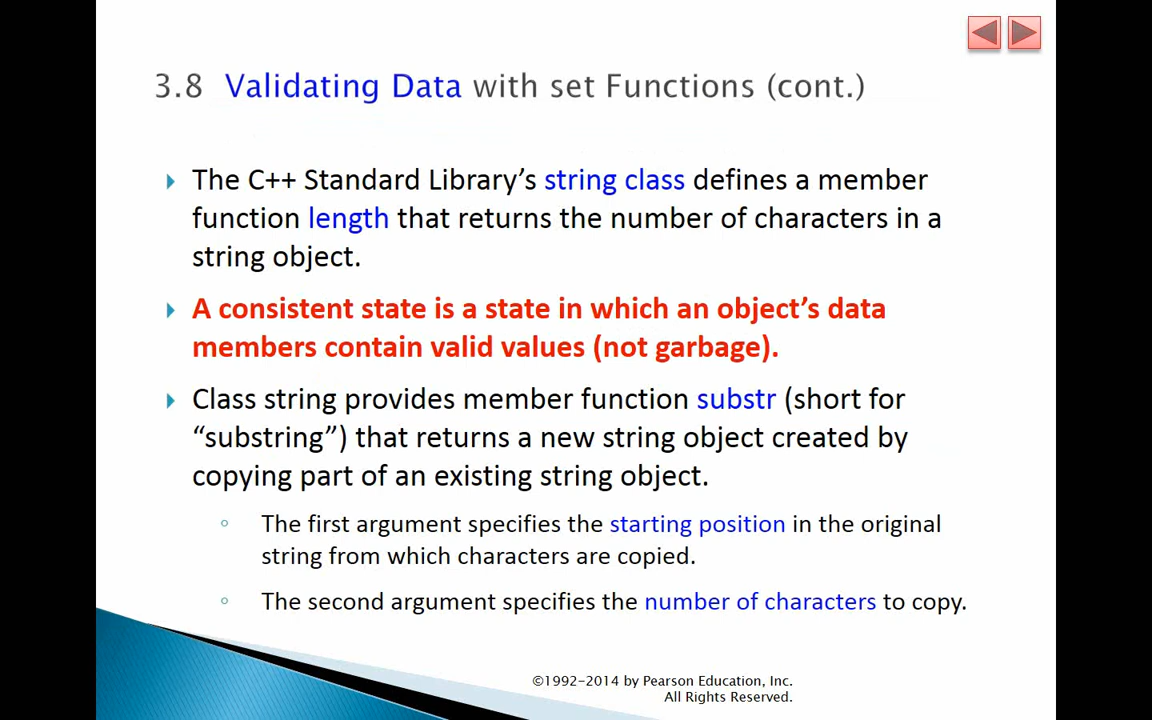 3.8 Validating Data with set Functions (cont.)
The C++ Standard Library’s string class defines a member
function length that returns the number of characters in a
string object.
A consistent state is a state in which an object’s data
members contain valid values (not garbage).
Class string provides member function substr (short for
“substring”) that returns a new string object created by
copying part of an existing string object.
The first argument specifies the starting position in the original
string from which characters are copied.
The second argument specifies the number of characters to copy.
©1992-2014 by Pearson Education, Inc.
All Rights Reserved.